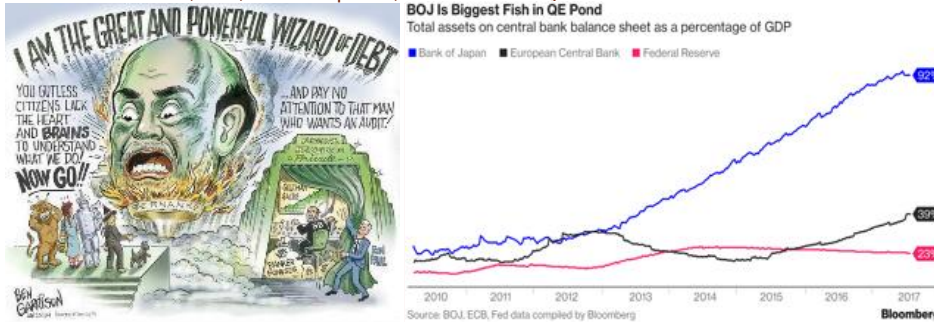 I AM THE GREAT AND POWERFUL WIZARD OF DEBT
YOU GUTLESS
CITIZENS LACK
THE HEART
AND BRAINS
TO UNDERSTAND
WHAT WE DO!
NOW GO!!
...AND PAY NO
ATTENTION TO THAT MAN
WHO WANTS AN AUDIT!
BERNANKE
RON
PAUL
BEN
GARRISON
BOJ Is Biggest Fish in QE Pond
Total assets on central bank balance sheet as a percentage of GDP
Bank of Japan European Central Bank Federal Reserve
92%
39%
23%
2010 2011 2012 2013 2014 2015 2016 2017
Source: BOJ, ECB, Fed data compiled by Bloomberg
Bloomberg